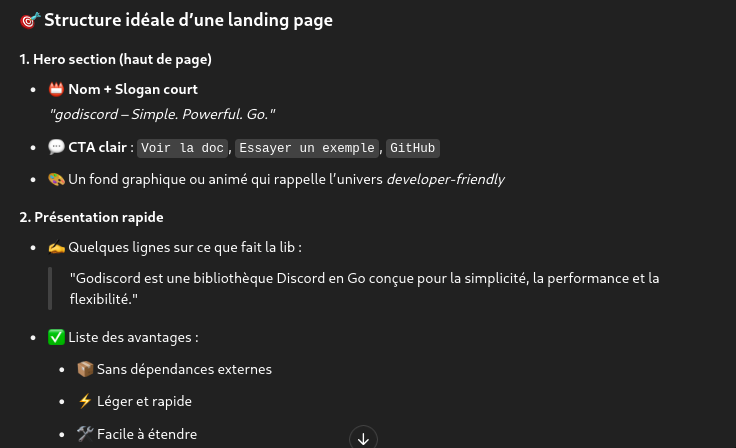 🎯 Structure idéale d’une landing page
1. Hero section (haut de page)
• 📛 Nom + Slogan court
"godiscord – Simple. Powerful. Go."
• 💬 CTA clair : Voir la doc, Essayer un exemple, GitHub
• 🎨 Un fond graphique ou animé qui rappelle l’univers developer-friendly
2. Présentation rapide
• ✍️ Quelques lignes sur ce que fait la lib :
"Godiscord est une bibliothèque Discord en Go conçue pour la simplicité, la performance et la
flexibilité."
• ✅ Liste des avantages :
• 📦 Sans dépendances externes
• ⚡ Léger et rapide
• 🛠️ Facile à étendre